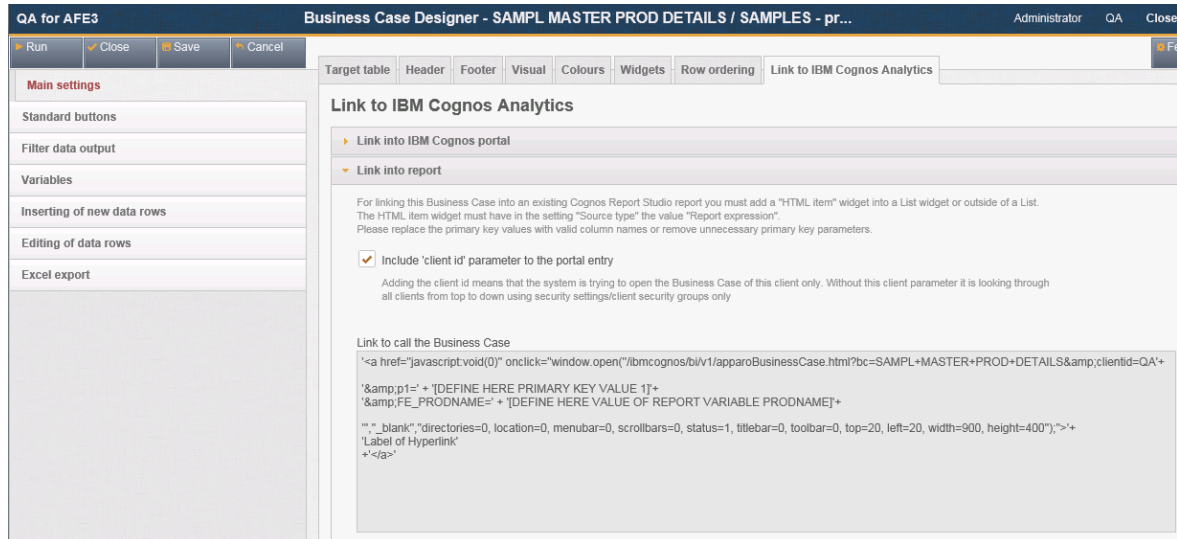 QA for AFE3 Business Case Designer - SAMPL MASTER PROD DETAILS / SAMPLES - pr... Administrator QA Close
Run Close Save Cancel
Target table Header Footer Visual Colours Widgets Row ordering Link to IBM Cognos Analytics
Main settings
Standard buttons
Filter data output
Variables
Inserting of new data rows
Editing of data rows
Excel export
Link to IBM Cognos Analytics
Link into IBM Cognos portal
Link into report
For linking this Business Case into an existing Cognos Report Studio report you must add a "HTML item" widget into a List widget or outside of a List.
The HTML item widget must have in the setting "Source type" the value "Report expression".
Please replace the primary key values with valid column names or remove unnecessary primary key parameters.
Include 'client id' parameter to the portal entry
Adding the client id means that the system is trying to open the Business Case of this client only. Without this client parameter it is looking through
all clients from top to down using security settings/client security groups only
Link to call the Business Case
'<a href="javascript:void(0)" onclick="window.open("/ibmcognos/bi/v1/apparoBusinessCase.html?bc=SAMPL+MASTER+PROD+DETAILS&amp;clientid=QA'+
'&amp;p1=' + '[DEFINE HERE PRIMARY KEY VALUE 1]'+
'&amp;FE_PRODNAME=' + '[DEFINE HERE VALUE OF REPORT VARIABLE PRODNAME]'+
'","_blank","directories=0, location=0, menubar=0, scrollbars=0, status=1, titlebar=0, toolbar=0, top=20, left=20, width=900, height=400");">'+
'Label of Hyperlink'
+'</a>'